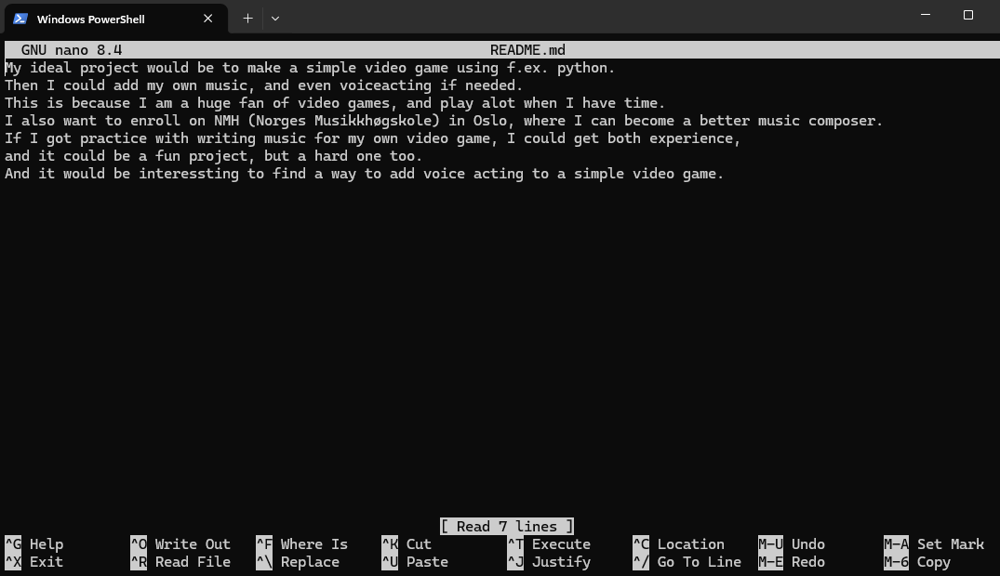 Windows PowerShell
GNU nano 8.4 README.md
My ideal project would be to make a simple video game using f.ex. python.
Then I could add my own music, and even voiceacting if needed.
This is because I am a huge fan of video games, and play alot when I have time.
I also want to enroll on NMH (Norges Musikkhøgskole) in Oslo, where I can become a better music composer.
If I got practice with writing music for my own video game, I could get both experience,
and it could be a fun project, but a hard one too.
And it would be interessting to find a way to add voice acting to a simple video game.
[ Read 7 lines ]
^G Help ^O Write Out ^F Where Is ^K Cut ^T Execute ^C Location M-U Undo M-A Set Mark
^X Exit ^R Read File ^\ Replace ^U Paste ^J Justify ^/ Go To Line M-E Redo M-6 Copy